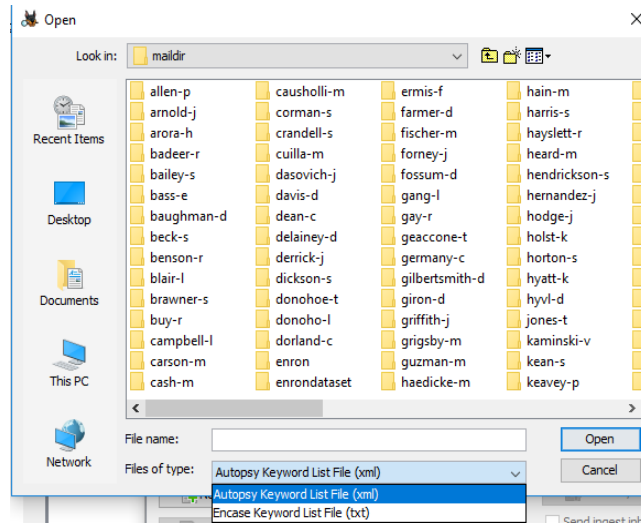 Open
Look in:
maildir
Recent Items
Desktop
Documents
This PC
Network
allen-p
arnold-j
arora-h
badeer-r
bailey-s
bass-e
baughman-d
beck-s
benson-r
blair-l
brawner-s
buy-r
campbell-l
carson-m
cash-m
causholli-m
corman-s
crandell-s
cuilla-m
dasovich-j
davis-d
dean-c
delainey-d
derrick-j
dickson-s
donohoe-t
donoho-l
dorland-c
enron
enrondataset
ermis-f
farmer-d
fischer-m
forney-j
fossum-d
gang-l
gay-r
geaccone-t
germany-c
gilbertsmith-d
giron-d
griffith-j
grigsby-m
guzman-m
haedicke-m
hain-m
harris-s
hayslett-r
heard-m
hendrickson-s
hernandez-j
hodge-j
holst-k
horton-s
hyatt-k
hyvl-d
jones-t
kaminski-v
kean-s
keavey-p
File name:
Open
Files of type:
Autopsy Keyword List File (xml)
Cancel
Autopsy Keyword List File (xml)
Encase Keyword List File (txt)